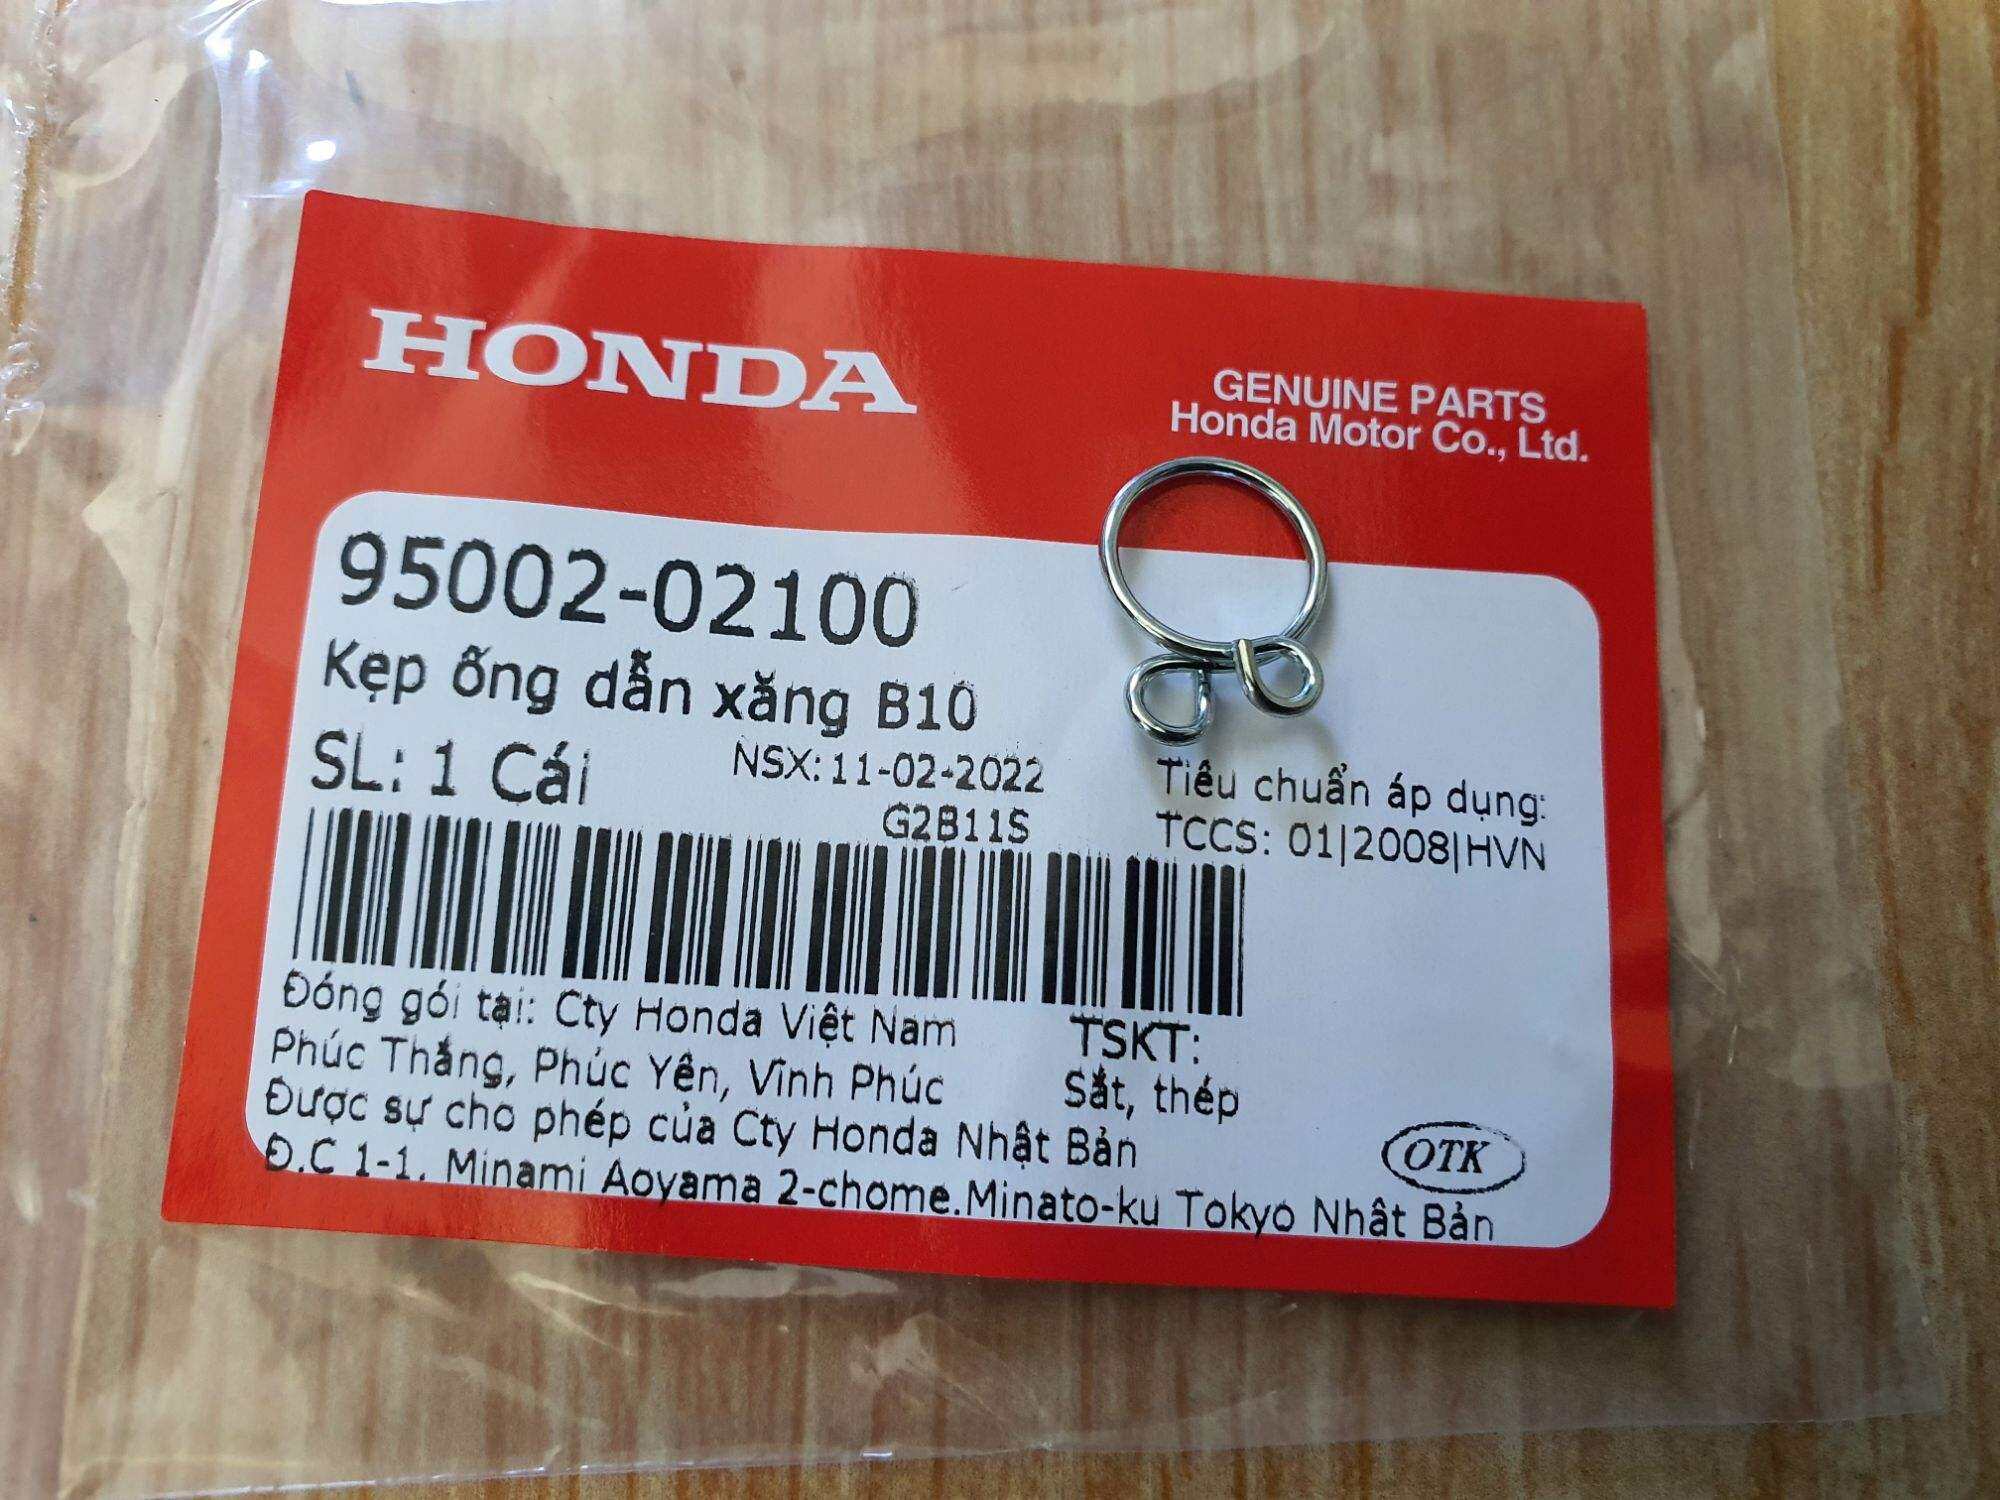 HONDA
GENUINE PARTS
Honda Motor Co., Ltd.
95002-02100
Kẹp ống dẫn xăng B10
SL: 1 Cái
NSX: 11-02-2022
G2B11S
Tiêu chuẩn áp dụng:
TCCS: 01|2008|HVN
Đóng gói tại: Cty Honda Việt Nam
Phúc Thắng, Phúc Yên, Vĩnh Phúc
TSKT:
Sắt, thép
Được sự cho phép của Cty Honda Nhật Bản
Đ.C 1-1. Minami Aoyama 2-chome.Minato-ku Tokyo Nhật Bản
OTK